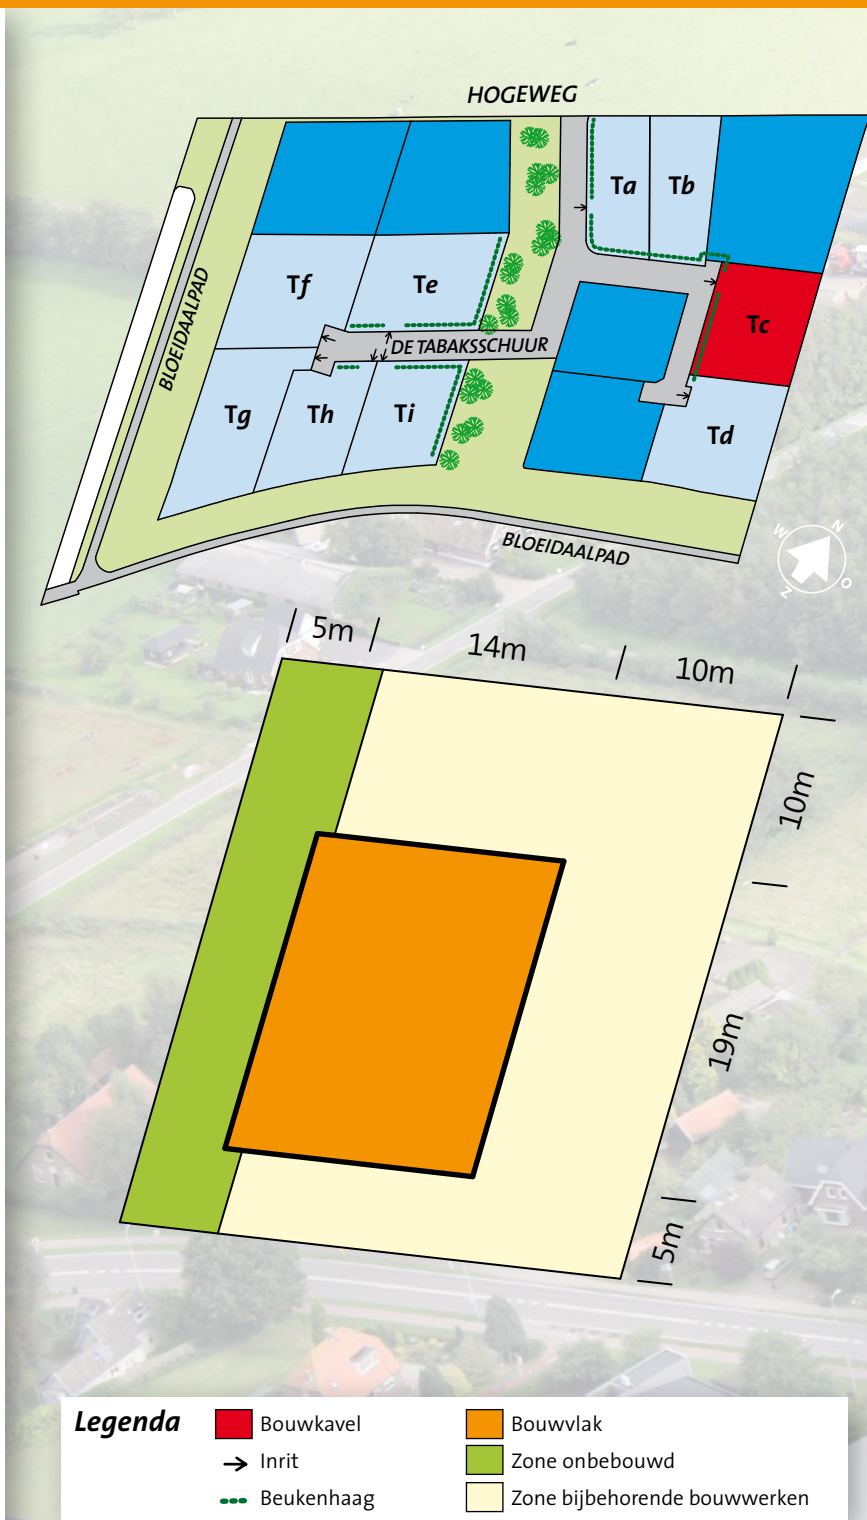 HOGEWEG
Ta
Tb
Tf
Te
Tc
BLOEIDAALPAD
DE TABAKSSCHUUR
Tg
Th
Ti
Td
BLOEIDAALPAD
W
N
Z
O
5m
14m
10m
10m
19m
5m
Legenda
Bouwkavel
Inrit
Beukenhaag
Bouwvlak
Zone onbebouwd
Zone bijbehorende bouwwerken